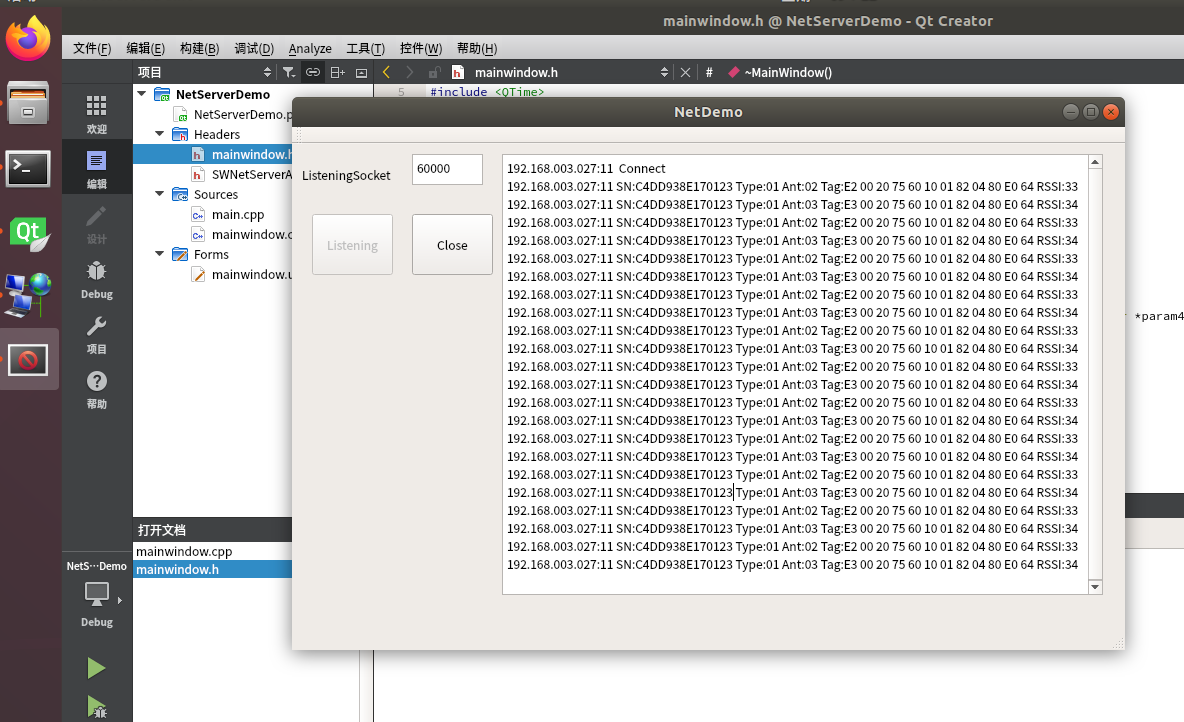 mainwindow.h @ NetServerDemo - Qt Creator
文件(F) 编辑(E) 构建(B) 调试(D) Analyze 工具(T) 控件(W) 帮助(H)
项目 mainwindow.h # ~MainWindow()
欢迎
编辑
设计
Debug
项目
帮助
NetS···Demo
Debug
NetServerDemo
NetServerDemo.p
Headers
mainwindow.h
SWNetServerA
Sources
main.cpp
mainwindow.c
Forms
mainwindow.u
打开文档
mainwindow.cpp
mainwindow.h
5 #include <QTime>
*param4
NetDemo
ListeningSocket 60000
Listening Close
192.168.003.027:11 Connect
192.168.003.027:11 SN:C4DD938E170123 Type:01 Ant:02 Tag:E2 00 20 75 60 10 01 82 04 80 E0 64 RSSI:33
192.168.003.027:11 SN:C4DD938E170123 Type:01 Ant:03 Tag:E3 00 20 75 60 10 01 82 04 80 E0 64 RSSI:34
192.168.003.027:11 SN:C4DD938E170123 Type:01 Ant:02 Tag:E2 00 20 75 60 10 01 82 04 80 E0 64 RSSI:33
192.168.003.027:11 SN:C4DD938E170123 Type:01 Ant:03 Tag:E3 00 20 75 60 10 01 82 04 80 E0 64 RSSI:34
192.168.003.027:11 SN:C4DD938E170123 Type:01 Ant:02 Tag:E2 00 20 75 60 10 01 82 04 80 E0 64 RSSI:33
192.168.003.027:11 SN:C4DD938E170123 Type:01 Ant:03 Tag:E3 00 20 75 60 10 01 82 04 80 E0 64 RSSI:34
192.168.003.027:11 SN:C4DD938E170123 Type:01 Ant:02 Tag:E2 00 20 75 60 10 01 82 04 80 E0 64 RSSI:33
192.168.003.027:11 SN:C4DD938E170123 Type:01 Ant:03 Tag:E3 00 20 75 60 10 01 82 04 80 E0 64 RSSI:34
192.168.003.027:11 SN:C4DD938E170123 Type:01 Ant:02 Tag:E2 00 20 75 60 10 01 82 04 80 E0 64 RSSI:33
192.168.003.027:11 SN:C4DD938E170123 Type:01 Ant:03 Tag:E3 00 20 75 60 10 01 82 04 80 E0 64 RSSI:34
192.168.003.027:11 SN:C4DD938E170123 Type:01 Ant:02 Tag:E2 00 20 75 60 10 01 82 04 80 E0 64 RSSI:33
192.168.003.027:11 SN:C4DD938E170123 Type:01 Ant:03 Tag:E3 00 20 75 60 10 01 82 04 80 E0 64 RSSI:34
192.168.003.027:11 SN:C4DD938E170123 Type:01 Ant:02 Tag:E2 00 20 75 60 10 01 82 04 80 E0 64 RSSI:33
192.168.003.027:11 SN:C4DD938E170123 Type:01 Ant:03 Tag:E3 00 20 75 60 10 01 82 04 80 E0 64 RSSI:34
192.168.003.027:11 SN:C4DD938E170123 Type:01 Ant:02 Tag:E2 00 20 75 60 10 01 82 04 80 E0 64 RSSI:33
192.168.003.027:11 SN:C4DD938E170123 Type:01 Ant:03 Tag:E3 00 20 75 60 10 01 82 04 80 E0 64 RSSI:34
192.168.003.027:11 SN:C4DD938E170123 Type:01 Ant:02 Tag:E2 00 20 75 60 10 01 82 04 80 E0 64 RSSI:33
192.168.003.027:11 SN:C4DD938E170123 Type:01 Ant:03 Tag:E3 00 20 75 60 10 01 82 04 80 E0 64 RSSI:34
192.168.003.027:11 SN:C4DD938E170123 Type:01 Ant:02 Tag:E2 00 20 75 60 10 01 82 04 80 E0 64 RSSI:33
192.168.003.027:11 SN:C4DD938E170123 Type:01 Ant:03 Tag:E3 00 20 75 60 10 01 82 04 80 E0 64 RSSI:34
192.168.003.027:11 SN:C4DD938E170123 Type:01 Ant:02 Tag:E2 00 20 75 60 10 01 82 04 80 E0 64 RSSI:33
192.168.003.027:11 SN:C4DD938E170123 Type:01 Ant:03 Tag:E3 00 20 75 60 10 01 82 04 80 E0 64 RSSI:34